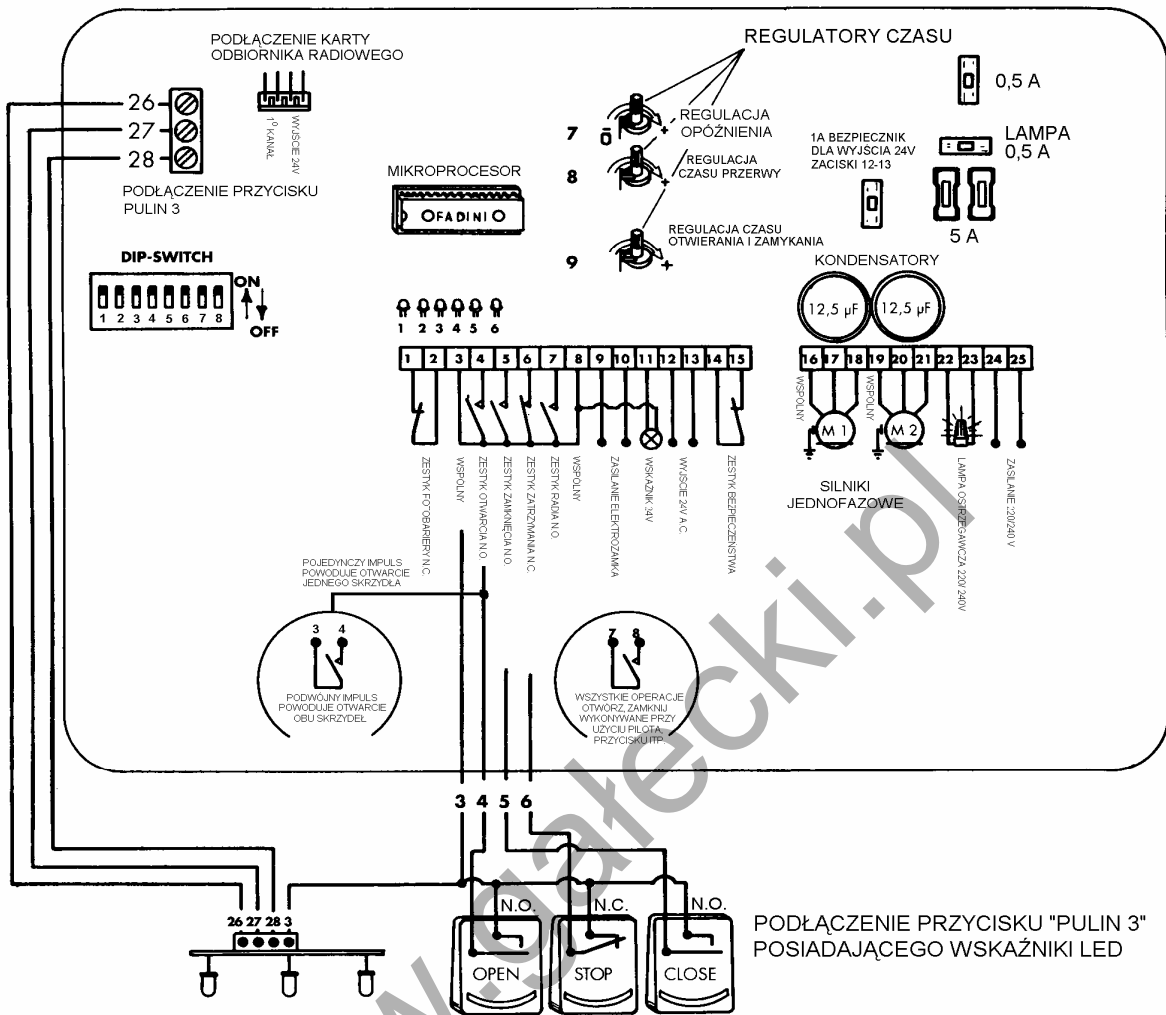 PODŁĄCZENIE KARTY
ODBIORNIKA RADIOWEGO
1° KANAŁ
WYJŚCIE 24V
26
27
28
PODŁĄCZENIE PRZYCISKU
PULIN 3
REGULATORY CZASU
REGULACJA
OPÓŹNIENIA
7
+
REGULACJA
CZASU PRZERWY
8
+
REGULACJA CZASU
OTWIERANIA I ZAMYKANIA
9
+
0,5 A
LAMPA
0,5 A
1A BEZPIECZNIK
DLA WYJŚCIA 24V
ZACISKI 12-13
5 A
MIKROPROCESOR
FADINI
DIP-SWITCH
ON
OFF
1 2 3 4 5 6 7 8
KONDENSATORY
12,5 µF
12,5 µF
1 2 3 4 5 6
1 2 3 4 5 6 7 8 9 10 11 12 13 14 15
16 17 18 19 20 21 22 23 24 25
WSPÓLNY
WSPÓLNY
M 1
M 2
SILNIKI
JEDNOFAZOWE
ZESTYK FOTOBARIERY N.C.
WSPÓLNY
ZESTYK OTWARCIA N.O.
ZESTYK ZAMKNIĘCIA N.O.
ZESTYK ZATRZYMANIA N.C.
ZESTYK RADIA N.O.
WSPÓLNY
ZASILANIE ELEKTROZAMKA
WSKAŹNIK 34V
WYJŚCIE 24V A.C.
ZESTYK BEZPIECZEŃSTWA
LAMPA OSTRZEGAWCZA 220/ 240V
ZASILANIE 220/240 V
POJEDYNCZY IMPULS
POWODUJE OTWARCIE
JEDNEGO SKRZYDŁA
3 4
PODWÓJNY IMPULS
POWODUJE OTWARCIE
OBU SKRZYDEŁ
7 8
WSZYSTKIE OPERACJE
OTWÓRZ, ZAMKNIJ
WYKONYWANE PRZY
UŻYCIU PILOTA,
PRZYCISKU ITP.
3 4 5 6
26 27 28 3
N.O.
N.C.
N.O.
OPEN
STOP
CLOSE
PODŁĄCZENIE PRZYCISKU "PULIN 3"
POSIADAJĄCEGO WSKAŹNIKI LED
w.gałecki.pl